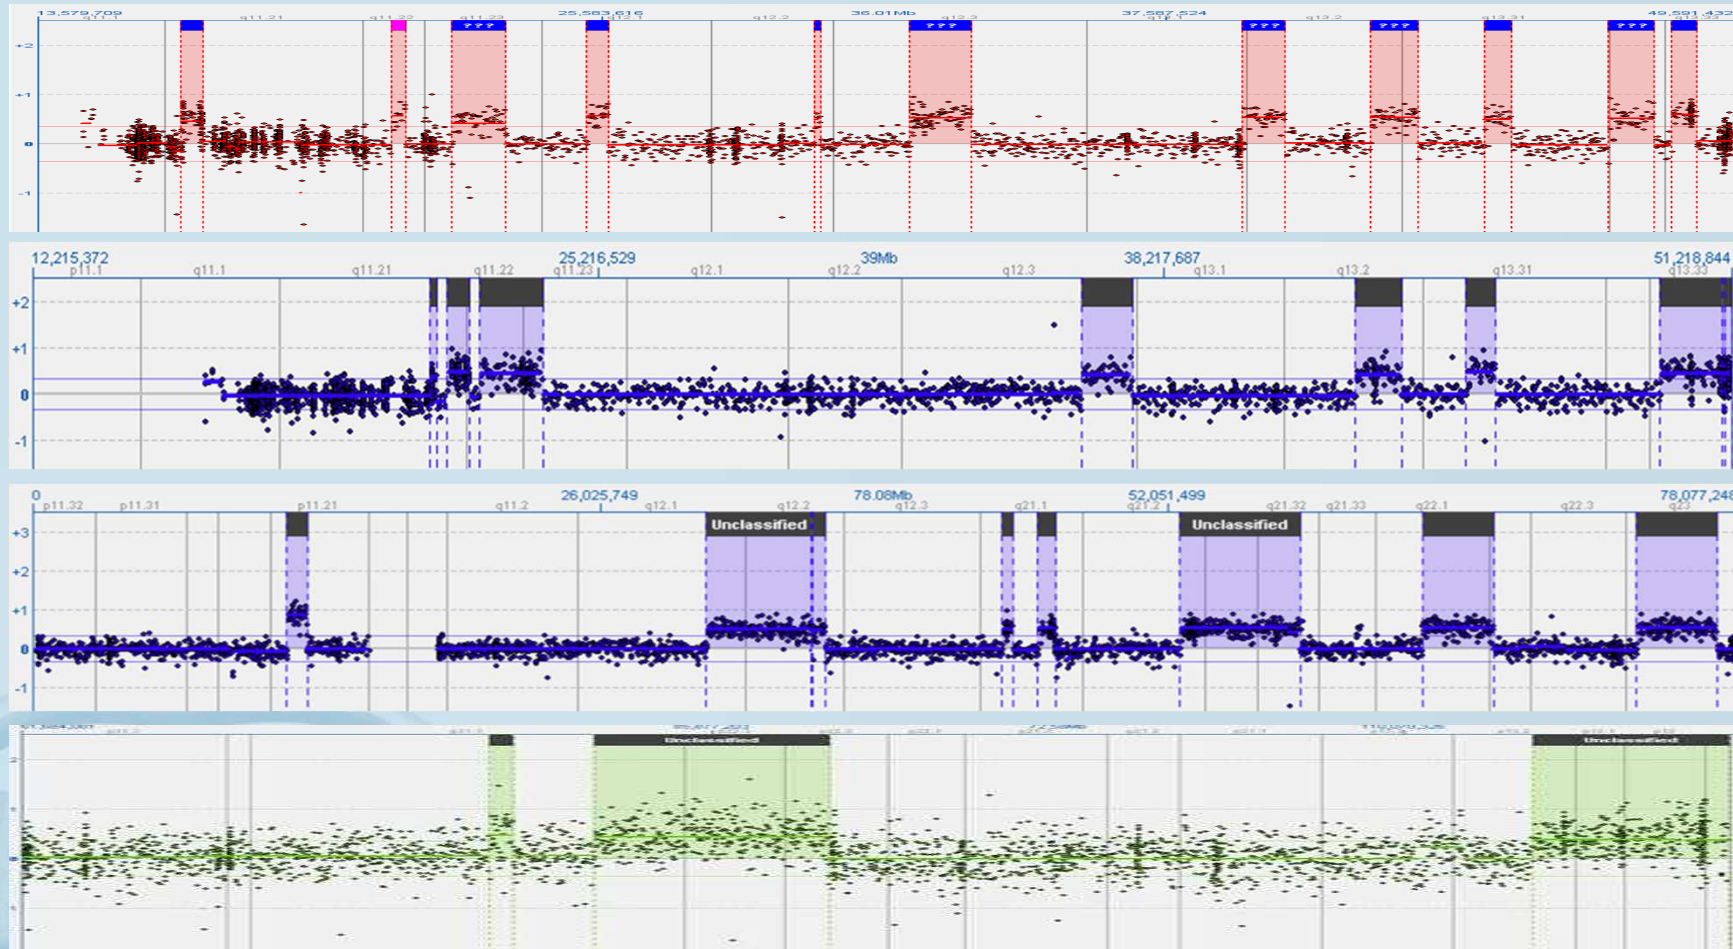 13,579,709 25,583,616 36.01Mb 37,587,524 49,591,432
q11.1 q11.21 q11.22 q11.23 q12.1 q12.2 q12.3 q13.1 q13.2 q13.31 q13.33
??? ??? ??? ??? ???
+2
+1
0
-1
12,215,372 25,216,529 39Mb 38,217,687 51,218,844
p11.1 q11.1 q11.21 q11.22 q11.23 q12.1 q12.2 q12.3 q13.1 q13.2 q13.31 q13.33
+2
+1
0
-1
0 26,025,749 78.08Mb 52,051,499 78,077,248
p11.32 p11.31 p11.21 q11.2 q12.1 q12.2 q12.3 q21.1 q21.2 q21.32 q21.33 q22.1 q22.3 q23
Unclassified Unclassified
+3
+2
+1
0
-1
Unclassified Unclassified